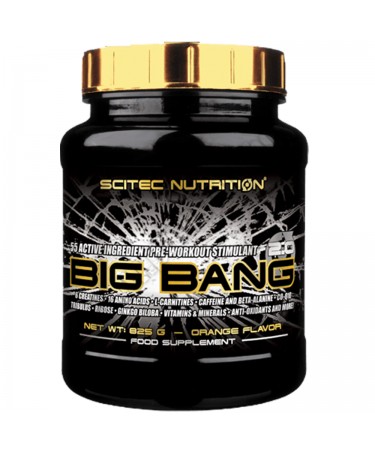 SCITEC NUTRITION®
55 ACTIVE INGREDIENT PRE-WORKOUT STIMULANT
2.0
BIG BANG
6 CREATINES • 16 AMINO ACIDS • L-CARNITINES • CAFFEINE AND BETA-ALANINE • CO-Q10
TRIBULUS • RIBOSE • GINKGO BILOBA • VITAMINS & MINERALS • ANTI-OXIDANTS AND MORE!
NET WT: 825 G – ORANGE FLAVOR
FOOD SUPPLEMENT